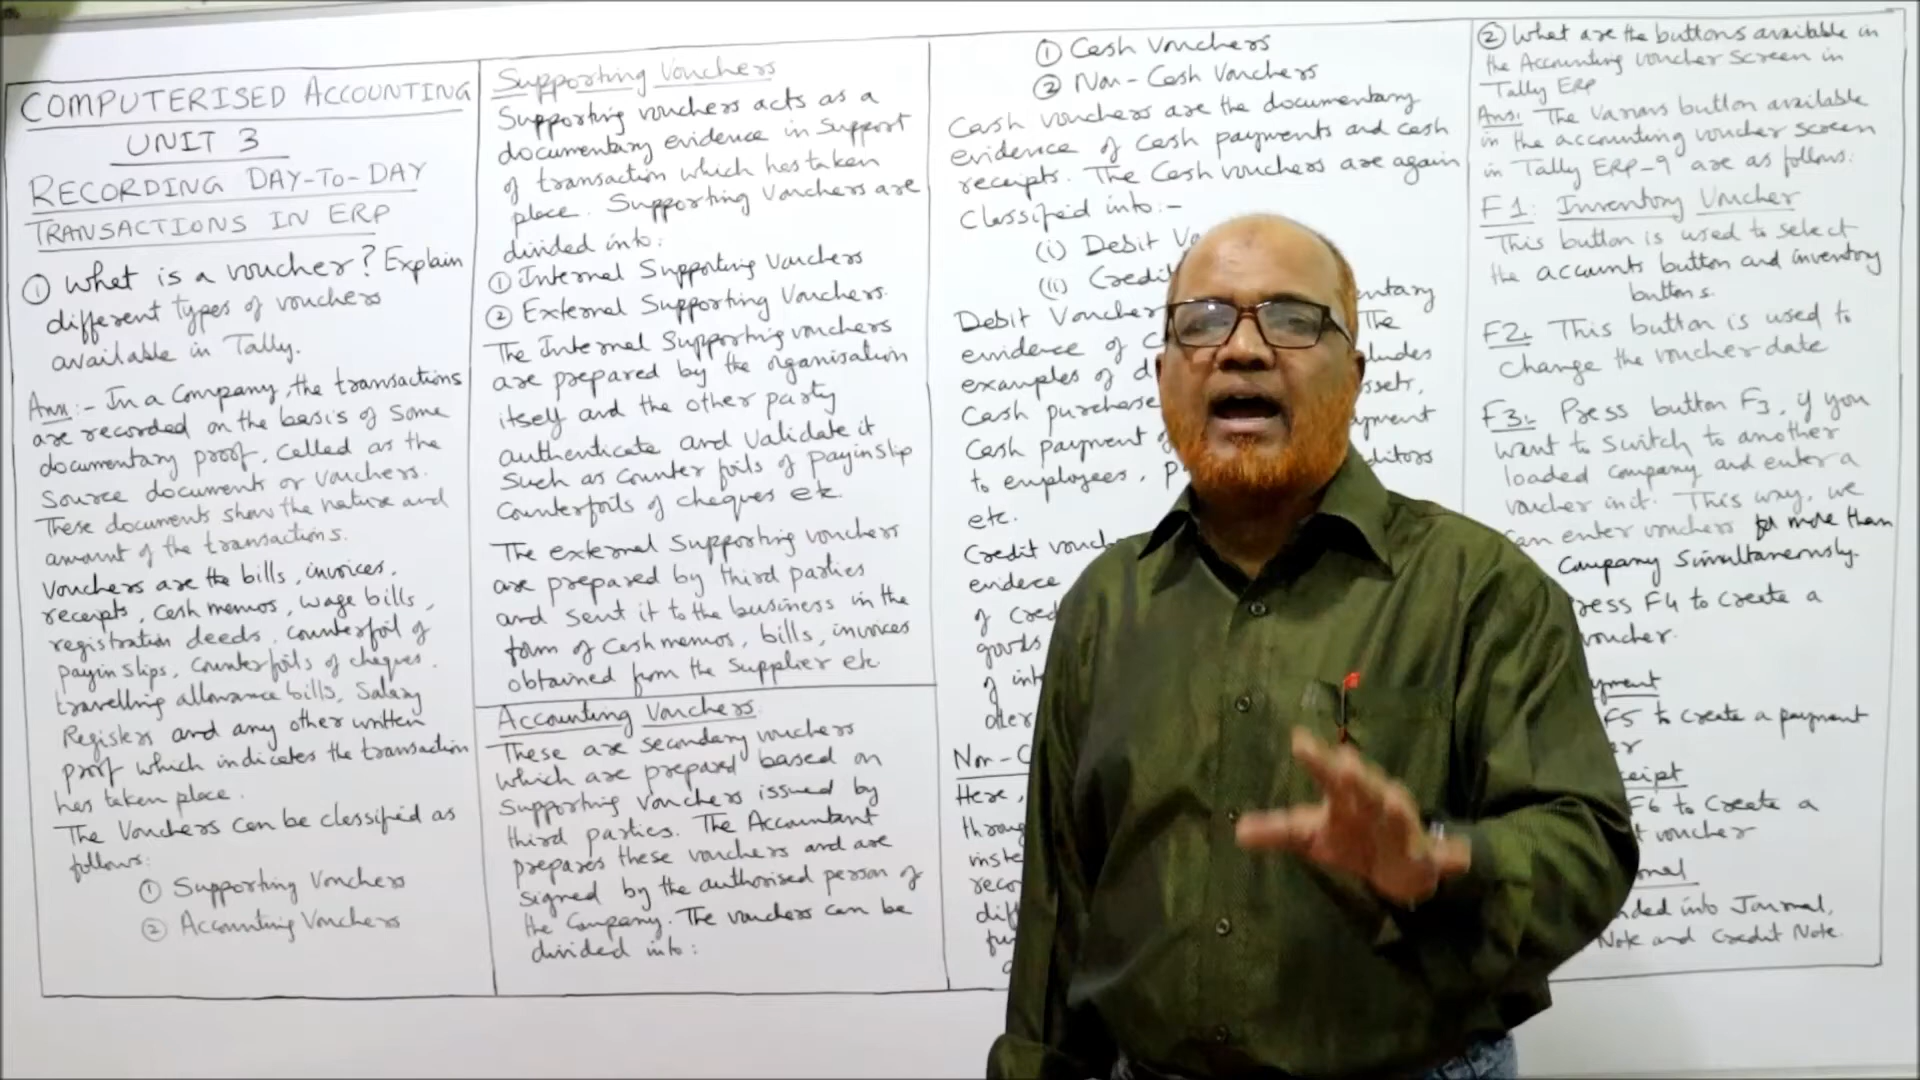 COMPUTERISED ACCOUNTING
UNIT 3
RECORDING DAY-TO-DAY
TRANSACTIONS IN ERP
① What is a voucher? Explain
different types of vouchers
available in Tally.
Ans:- In a Company, the transactions
are recorded on the basis of some
documentary proof, called as the
Source documents or Vouchers.
These documents show the nature and
amount of the transactions.
Vouchers are the bills, invoices,
receipts, cash memos, wage bills,
registration deeds, counterfoil of
payin slips, counterfoils of cheques,
travelling allowance bills, Salary
Registers and any other written
proof which indicates the transaction
has taken place.
The Vouchers can be classified as
follows:
① Supporting Vouchers
② Accounting Vouchers
Supporting Vouchers
Supporting vouchers acts as a
documentary evidence in support
of transaction which has taken
place. Supporting Vouchers are
divided into:
① Internal Supporting Vouchers
② External Supporting Vouchers.
The Internal Supporting vouchers
are prepared by the organisation
itself and the other party
authenticate and validate it
such as counter foils of payinslip
counterfoils of cheques etc.
The external supporting vouchers
are prepared by third parties
and sent it to the business in the
form of Cash memos, bills, invoices
obtained from the supplier etc.
Accounting Vouchers
These are secondary vouchers
which are prepared based on
supporting vouchers issued by
third parties. The Accountant
prepares these vouchers and are
signed by the authorised person of
the Company. The vouchers can be
divided into:
① Cash Vouchers
② Non-Cash Vouchers
Cash vouchers are the documentary
evidence of Cash payments and cash
receipts. The Cash vouchers are again
classified into:-
(i) Debit
(ii) Credit
Debit Voucher
evidence of The
examples of
Cash purchase
Cash payment
to employees,
etc.
Credit
of
goods
of
Here,
② What are the buttons available in
the Accounting voucher screen in
Tally ERP
Ans: The various button available
in the accounting voucher screen
in Tally ERP-9 are as follows:
F1: Inventory Voucher
This button is used to select
the accounts button and inventory
buttons.
F2: This button is used to
change the voucher date
F3:- Press button F3, if you
want to switch to another
loaded company and enter a
voucher in it. This way, we
can enter vouchers for more than
Company Simultaneously.
F4 to create a
voucher.
F5 to create a payment
F6 to create a
voucher
into Journal,
Note and Credit Note.